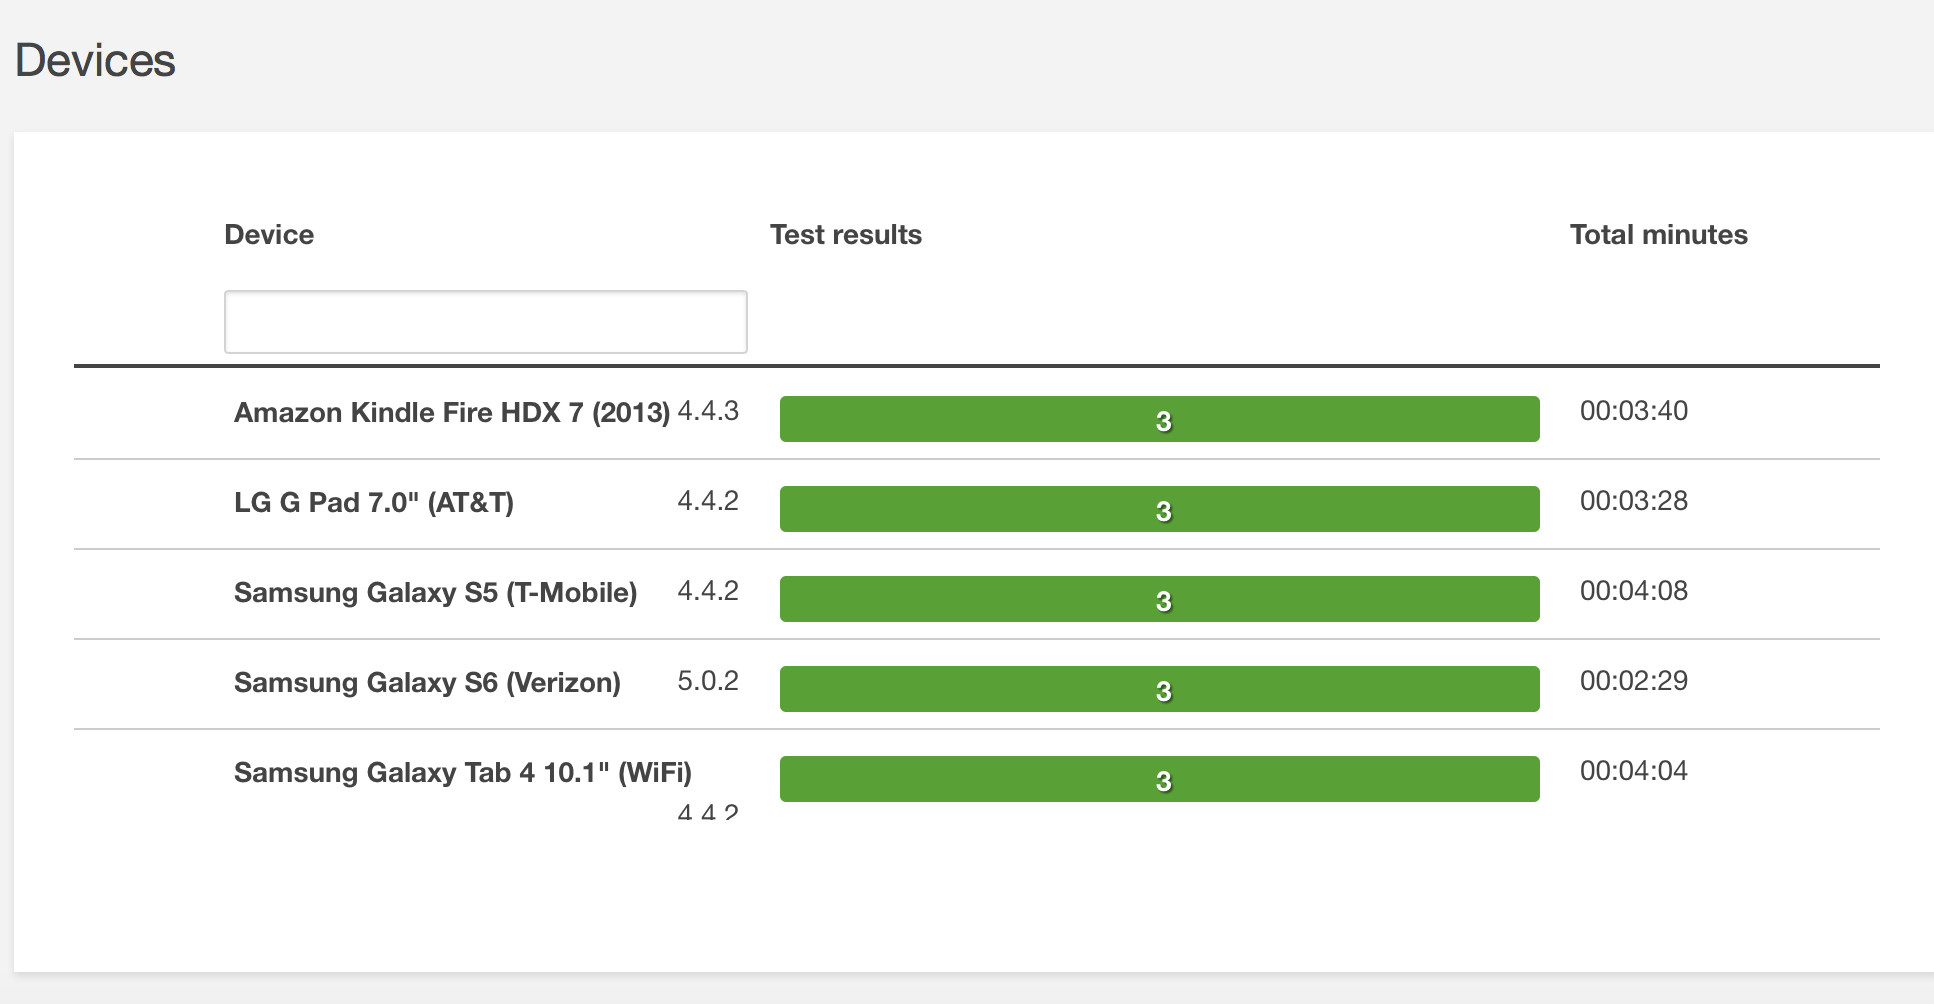 Devices
Device Test results Total minutes
Amazon Kindle Fire HDX 7 (2013) 4.4.3 3 00:03:40
LG G Pad 7.0" (AT&T) 4.4.2 3 00:03:28
Samsung Galaxy S5 (T-Mobile) 4.4.2 3 00:04:08
Samsung Galaxy S6 (Verizon) 5.0.2 3 00:02:29
Samsung Galaxy Tab 4 10.1" (WiFi) 3 00:04:04
4.4.2